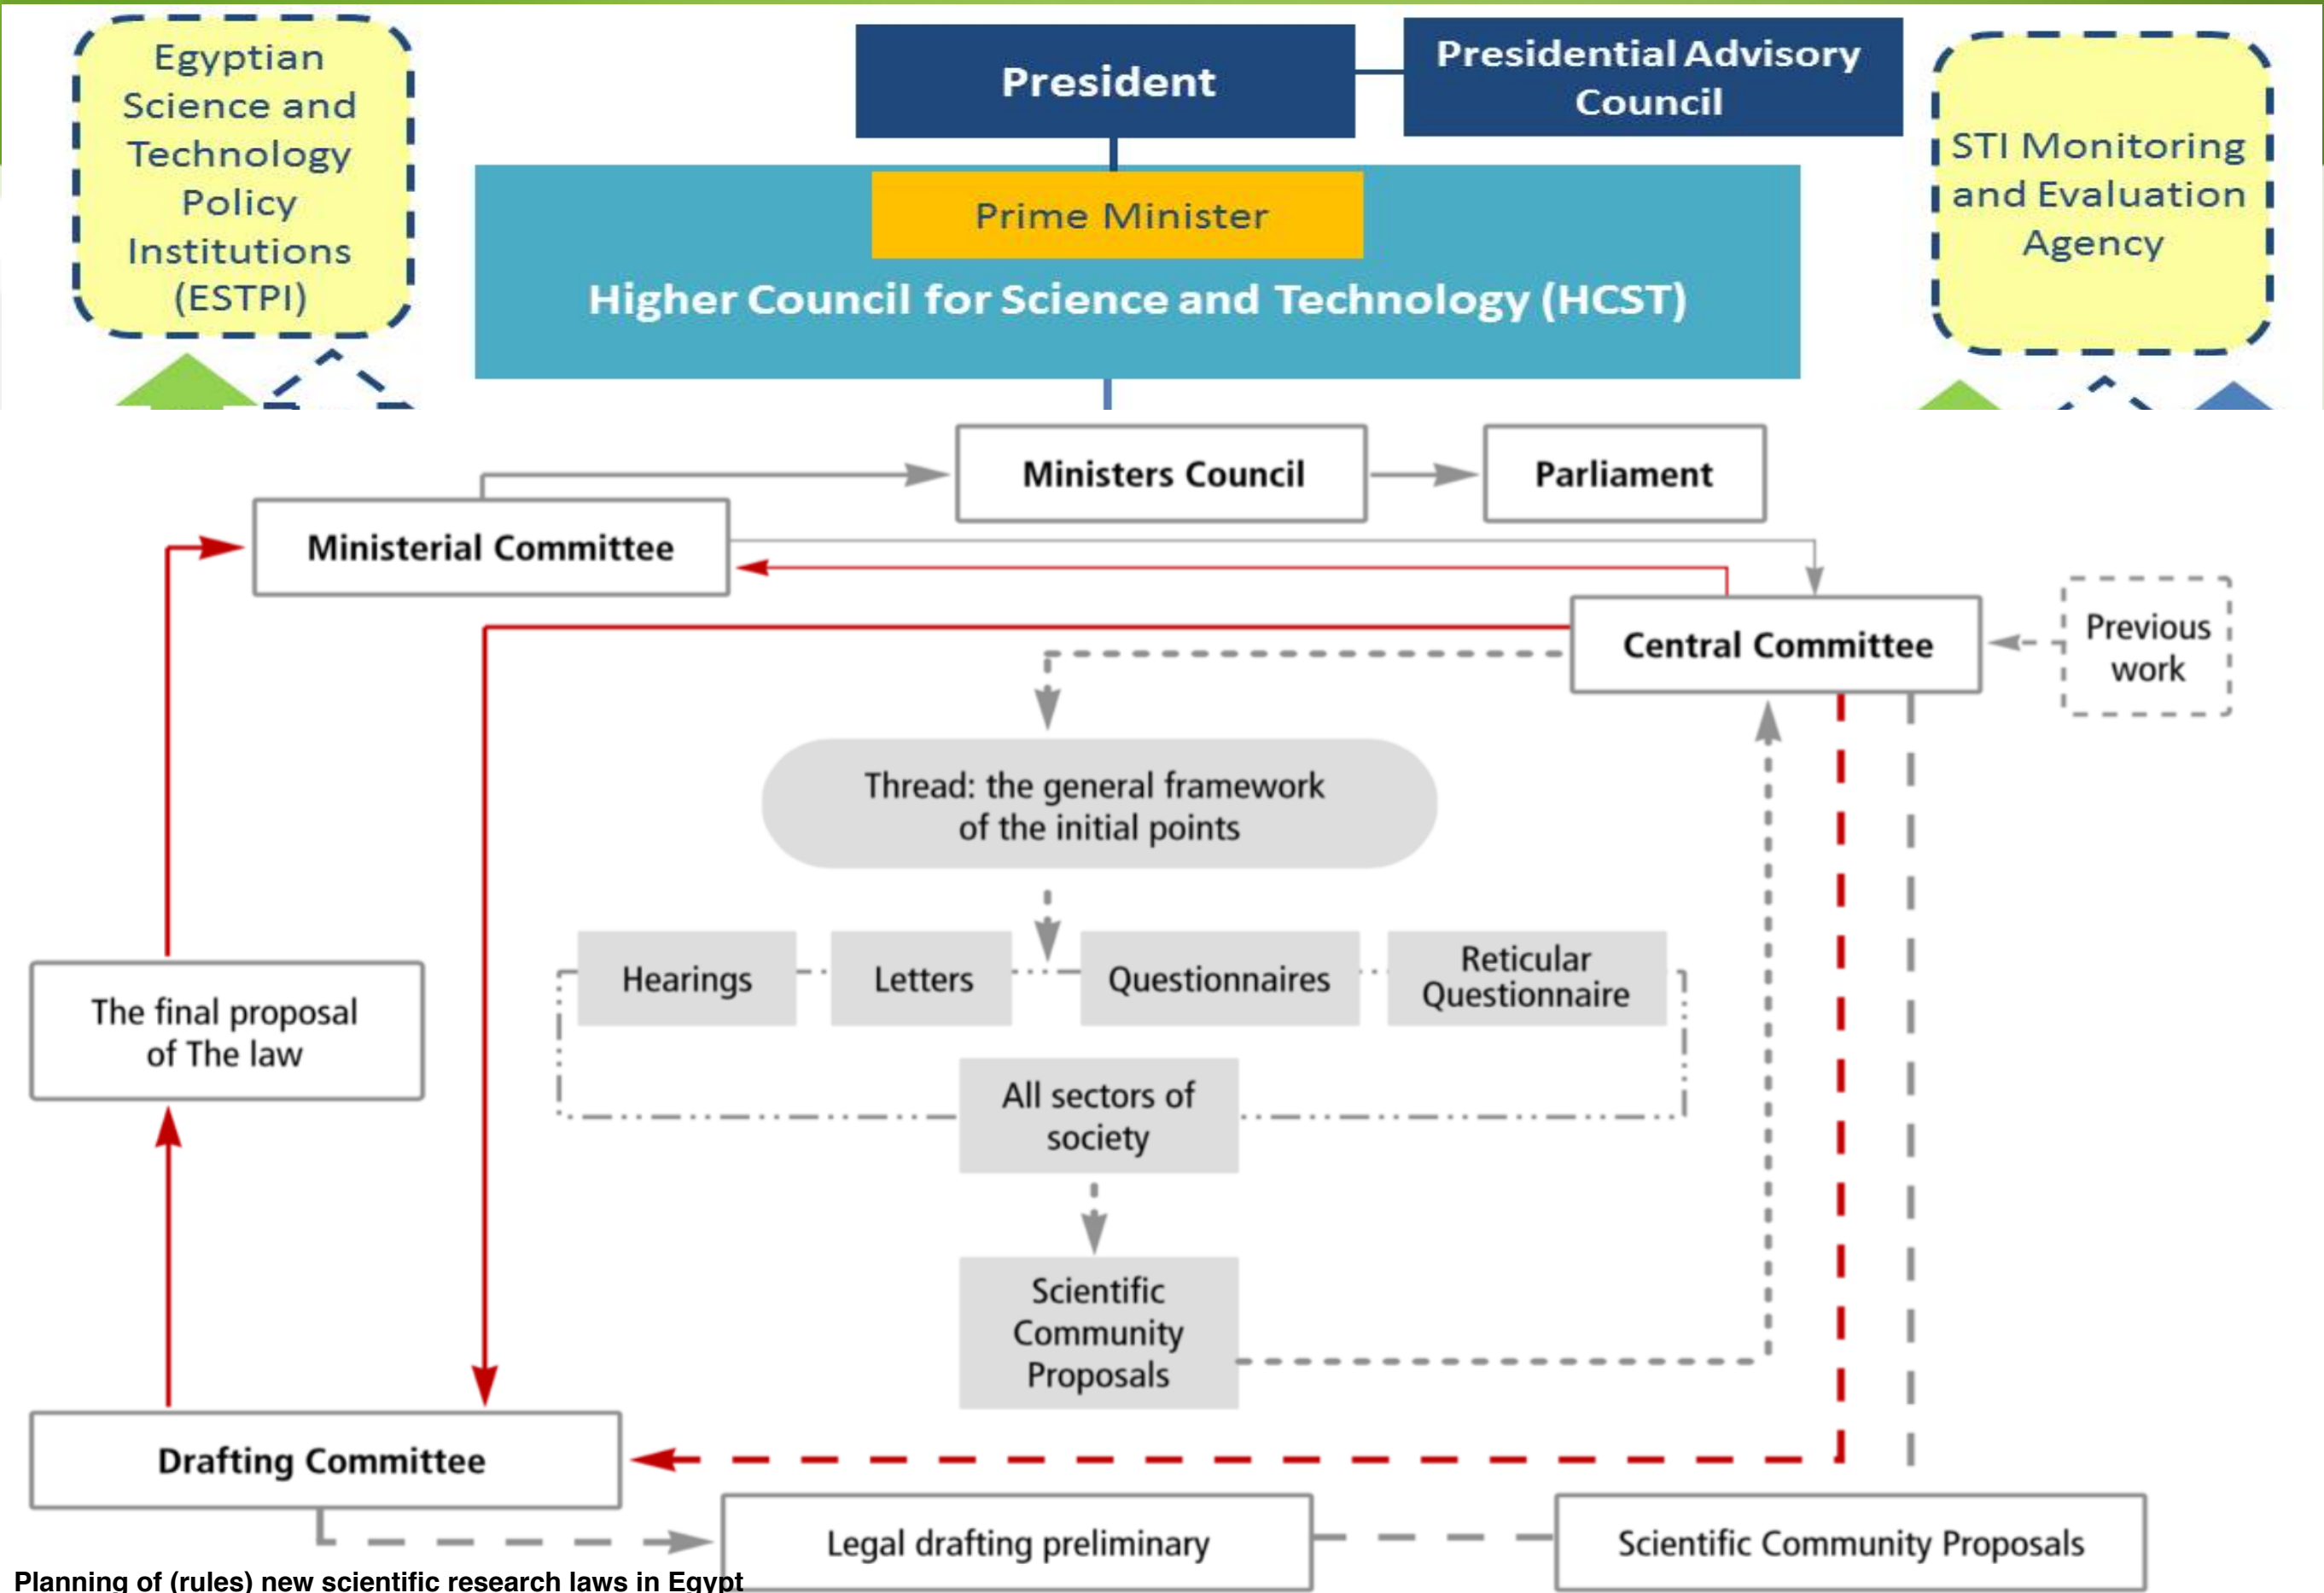 Egyptian
Science and
Technology
Policy
Institutions
(ESTPI)
President
Presidential Advisory
Council
STI Monitoring
and Evaluation
Agency
Prime Minister
Higher Council for Science and Technology (HCST)
Ministers Council
Parliament
Ministerial Committee
Central Committee
Previous
work
Thread: the general framework
of the initial points
Hearings
Letters
Questionnaires
Reticular
Questionnaire
The final proposal
of The law
All sectors of
society
Scientific
Community
Proposals
Drafting Committee
Legal drafting preliminary
Scientific Community Proposals
Planning of (rules) new scientific research laws in Egypt